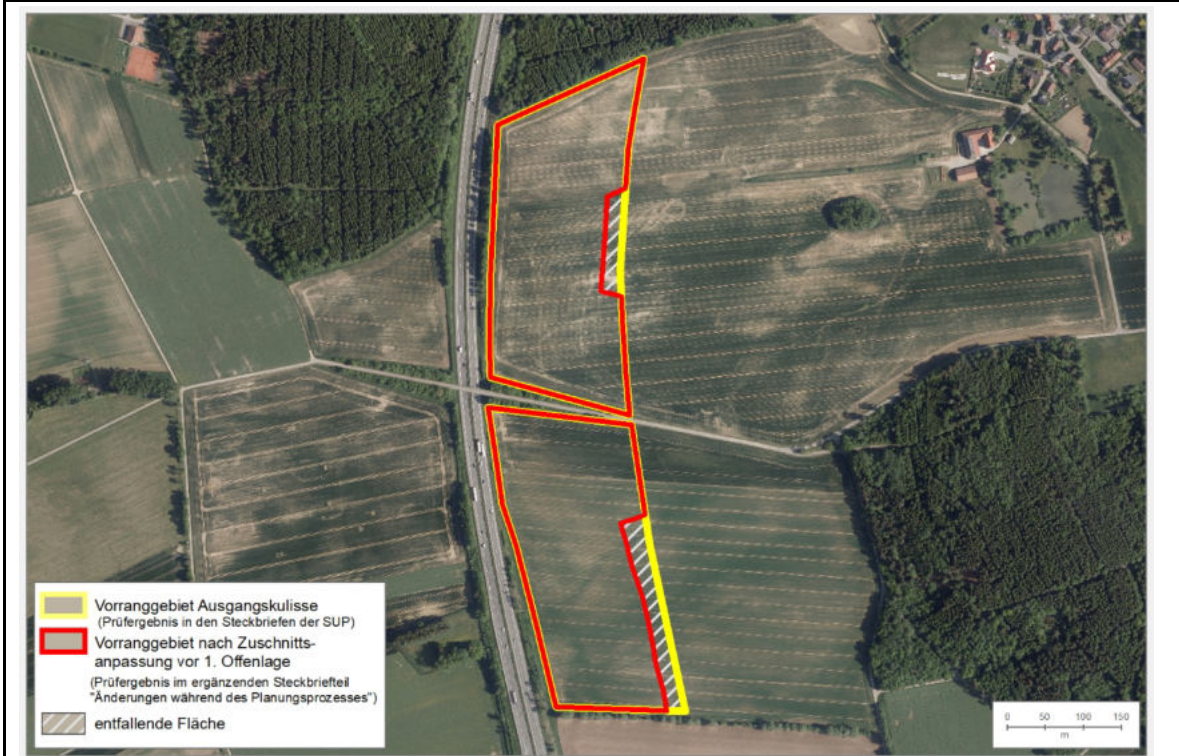 Vorranggebiet Ausgangskulisse
(Prüfergebnis in den Steckbriefen der SUP)
Vorranggebiet nach Zuschnitts-
anpassung vor 1. Offenlage
(Prüfergebnis im ergänzenden Steckbriefteil
"Änderungen während des Planungsprozesses")
entfallende Fläche
0 50 100 150
m